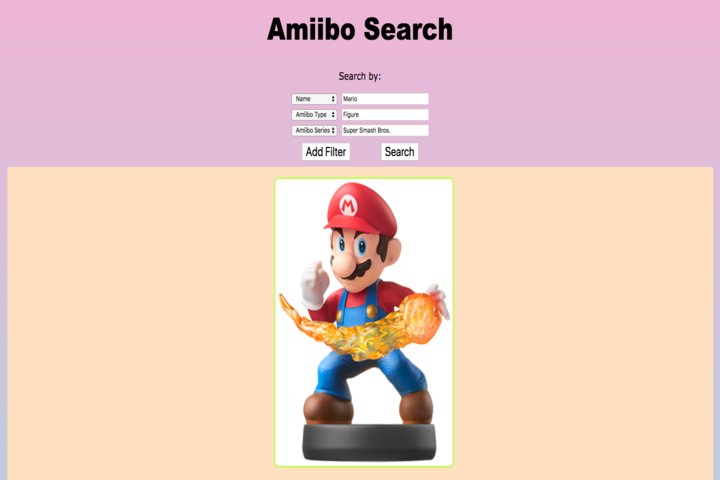 Amiibo Search
Search by:
Name Mario
Amiibo Type Figure
Amiibo Series Super Smash Bros.
Add Filter Search
M